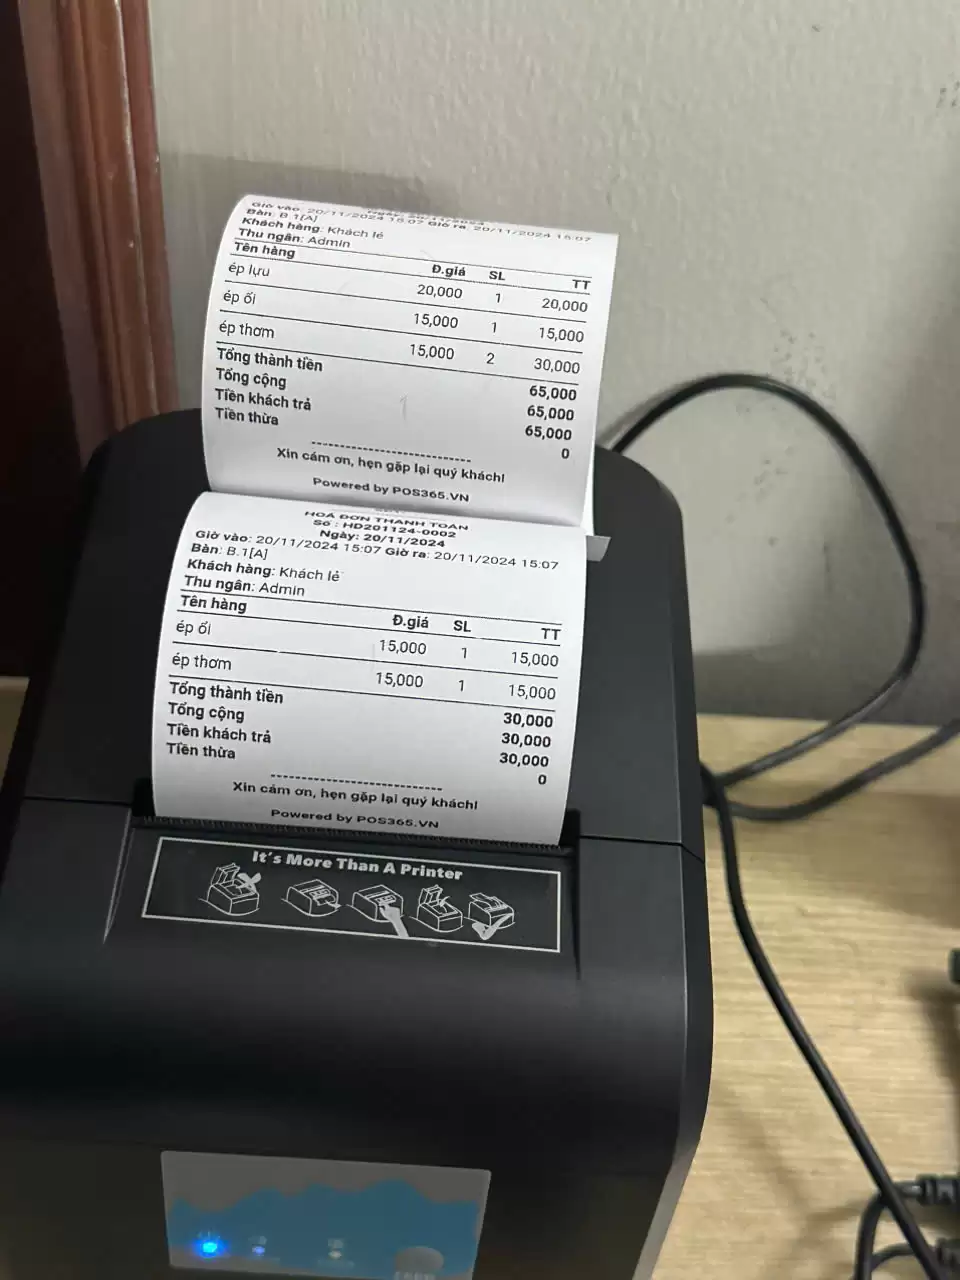 Giờ vào: 20/11/2024 15:07 Giờ ra: 20/11/2024 15:07
Bàn: B.1[A]
Khách hàng: Khách lẻ
Thu ngân: Admin
Tên hàng Đ.giá SL TT
ép lựu 20,000 1 20,000
ép ổi 15,000 1 15,000
ép thơm 15,000 2 30,000
Tổng thành tiền 65,000
Tổng cộng 65,000
Tiền khách trả 65,000
Tiền thừa 0
Xin cảm ơn, hẹn gặp lại quý khách!
Powered by POS365.VN
HOÁ ĐƠN THANH TOÁN
Số : HD201124-0002
Ngày: 20/11/2024
Giờ vào: 20/11/2024 15:07 Giờ ra: 20/11/2024 15:07
Bàn: B.1[A]
Khách hàng: Khách lẻ
Thu ngân: Admin
Tên hàng Đ.giá SL TT
ép ổi 15,000 1 15,000
ép thơm 15,000 1 15,000
Tổng thành tiền 30,000
Tổng cộng 30,000
Tiền khách trả 30,000
Tiền thừa 0
Xin cảm ơn, hẹn gặp lại quý khách!
Powered by POS365.VN
It's More Than A Printer